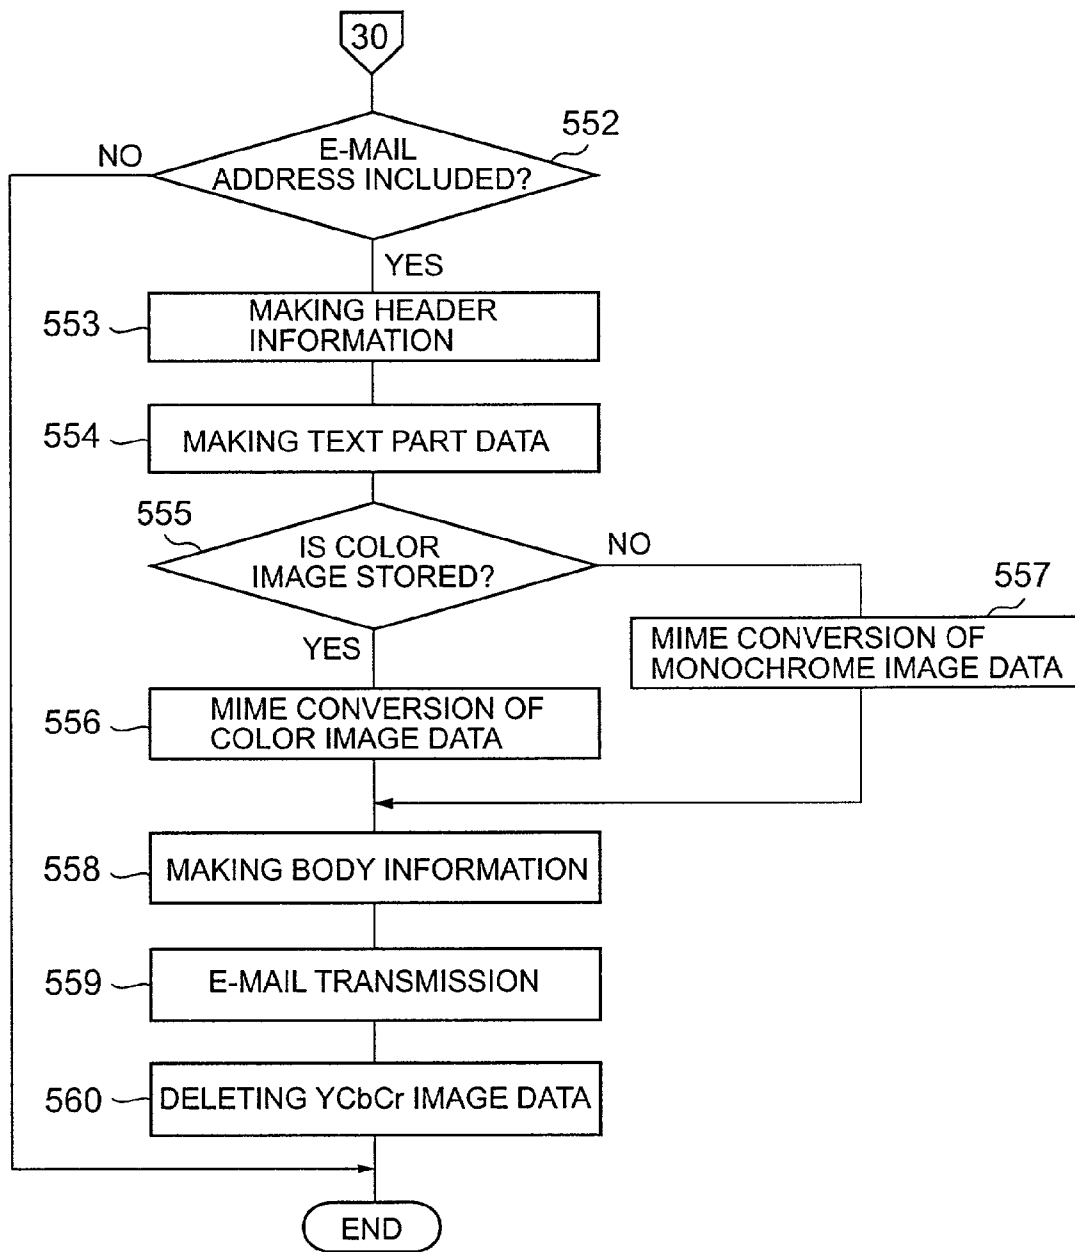 30
552
NO
E-MAIL
ADDRESS INCLUDED?
YES
553
MAKING HEADER
INFORMATION
554
MAKING TEXT PART DATA
555
IS COLOR
IMAGE STORED?
NO
557
YES
MIME CONVERSION OF
MONOCHROME IMAGE DATA
556
MIME CONVERSION OF
COLOR IMAGE DATA
558
MAKING BODY INFORMATION
559
E-MAIL TRANSMISSION
560
DELETING YCbCr IMAGE DATA
END